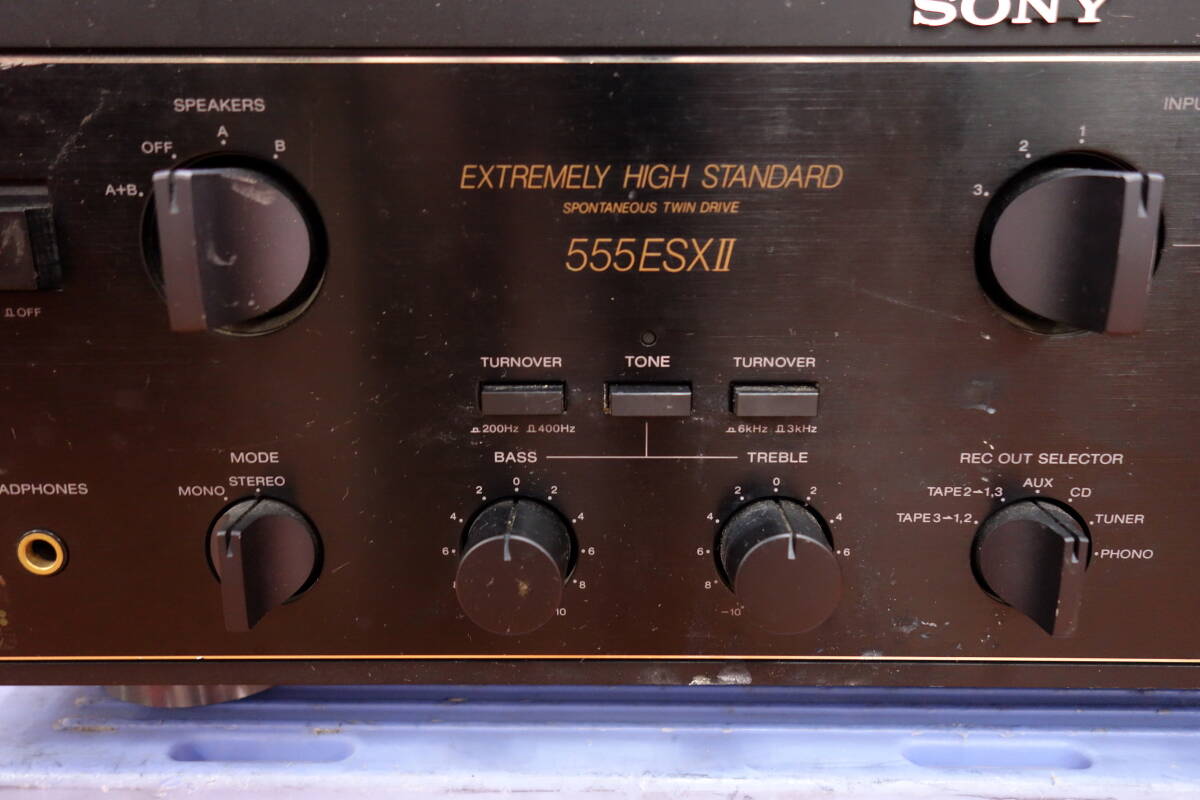 SONY
SPEAKERS
OFF A B
A+B
EXTREMELY HIGH STANDARD
SPONTANEOUS TWIN DRIVE
555ESXII
INPU
1
2
3
OFF
TURNOVER TONE TURNOVER
200Hz 400Hz
6kHz 3kHz
BASS TREBLE
2 0 2
4 4
6 6
8
10
2 0 2
4 4
6 6
8
-10
MODE
MONO STEREO
ADPHONES
REC OUT SELECTOR
TAPE2→1,3 AUX CD
TAPE3→1,2 TUNER
PHONO